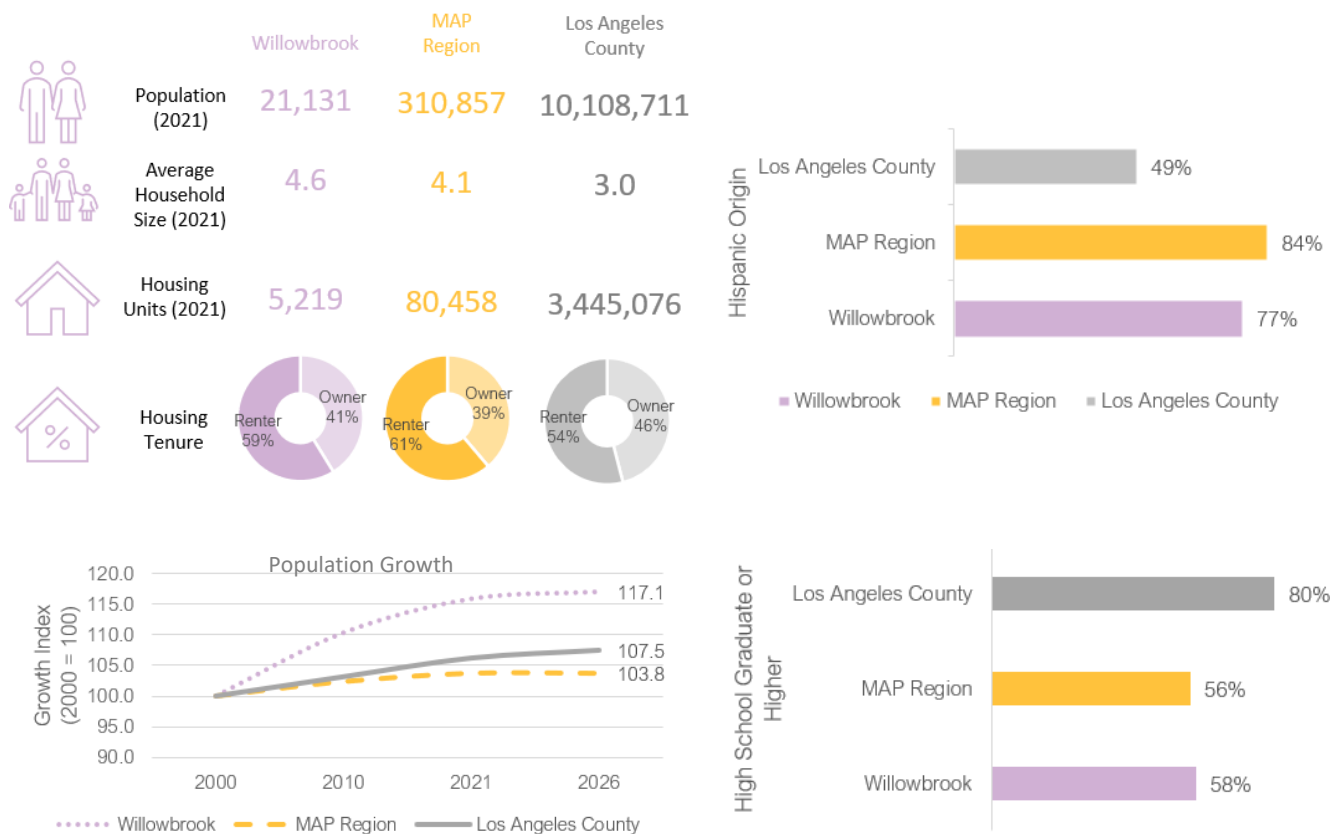 Willowbrook
MAP
Region
Los Angeles
County
Population
(2021)
21,131
310,857
10,108,711
Average
Household
Size (2021)
4.6
4.1
3.0
Housing
Units (2021)
5,219
80,458
3,445,076
Housing
Tenure
Renter
59%
Owner
41%
Renter
61%
Owner
39%
Renter
54%
Owner
46%
Hispanic Origin
Los Angeles County
49%
MAP Region
84%
Willowbrook
77%
Willowbrook
MAP Region
Los Angeles County
Population Growth
Growth Index
(2000 = 100)
120.0
115.0
110.0
105.0
100.0
95.0
90.0
117.1
107.5
103.8
2000
2010
2021
2026
Willowbrook
MAP Region
Los Angeles County
High School Graduate or
Higher
Los Angeles County
80%
MAP Region
56%
Willowbrook
58%